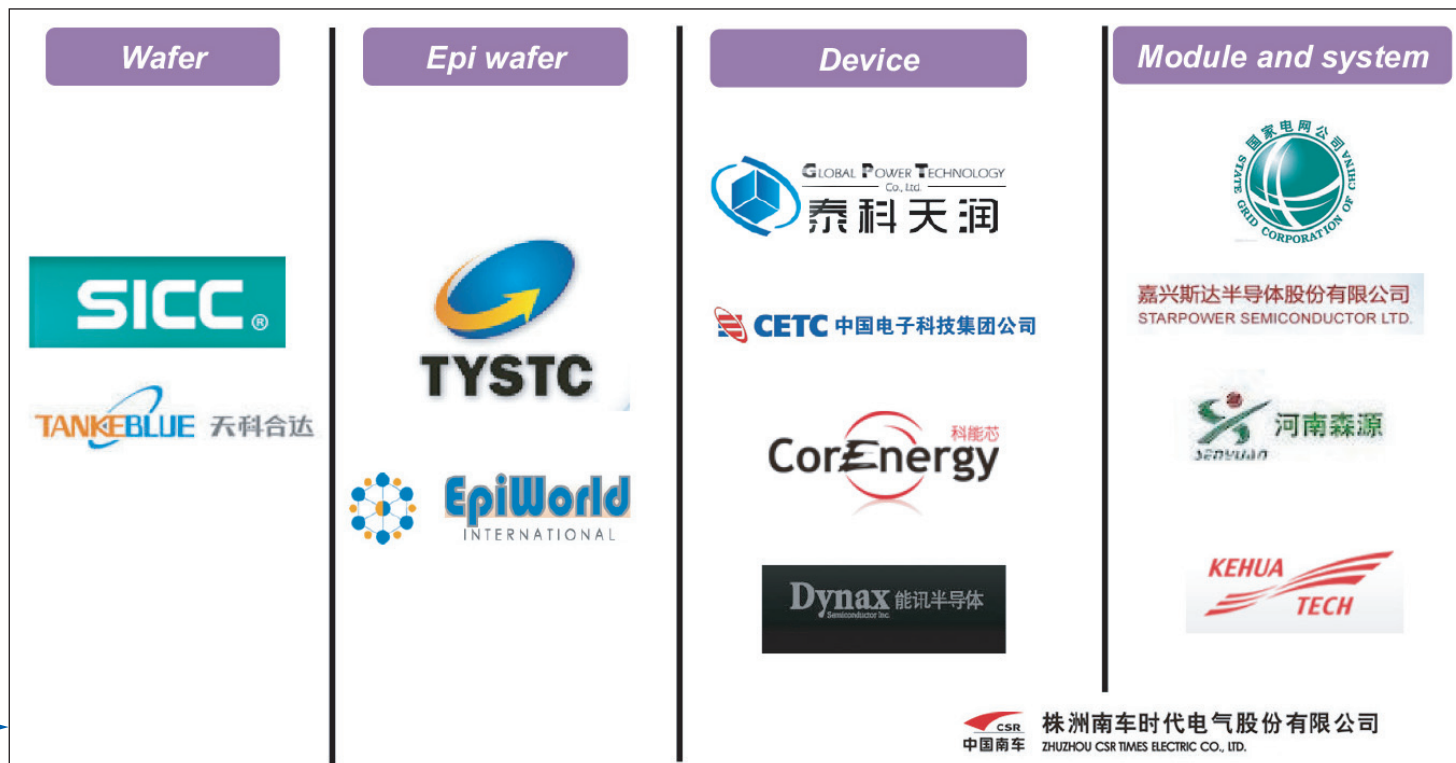 Wafer
Epi wafer
Device
Module and system
SICC®
TANKEBLUE 天科合达
TYSTC
EpiWorld
INTERNATIONAL
GLOBAL POWER TECHNOLOGY
Co., Ltd.
泰科天润
CETC 中国电子科技集团公司
科能芯
CorEnergy
Dynax 能讯半导体
Semiconductor Inc.
国家电网公司
STATE GRID CORPORATION OF CHINA
嘉兴斯达半导体股份有限公司
STARPOWER SEMICONDUCTOR LTD.
河南森源
SENYUAN
KEHUA
TECH
CSR
中国南车
株洲南车时代电气股份有限公司
ZHUZHOU CSR TIMES ELECTRIC CO., LTD.